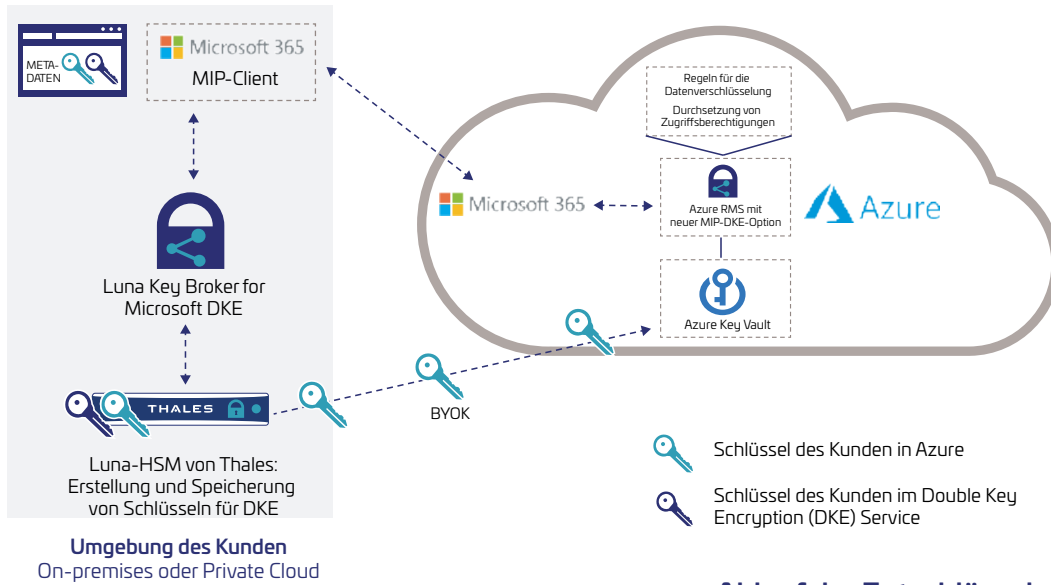 META-
DATEN
Microsoft 365
MIP-Client
Luna Key Broker for
Microsoft DKE
THALES
Luna-HSM von Thales:
Erstellung und Speicherung
von Schlüsseln für DKE
Umgebung des Kunden
On-premises oder Private Cloud
BYOK
Regeln für die
Datenverschlüsselung
Durchsetzung von
Zugriffsberechtigungen
Microsoft 365
Azure RMS mit
neuer MIP-DKE-Option
Azure
Azure Key Vault
Schlüssel des Kunden in Azure
Schlüssel des Kunden im Double Key
Encryption (DKE) Service